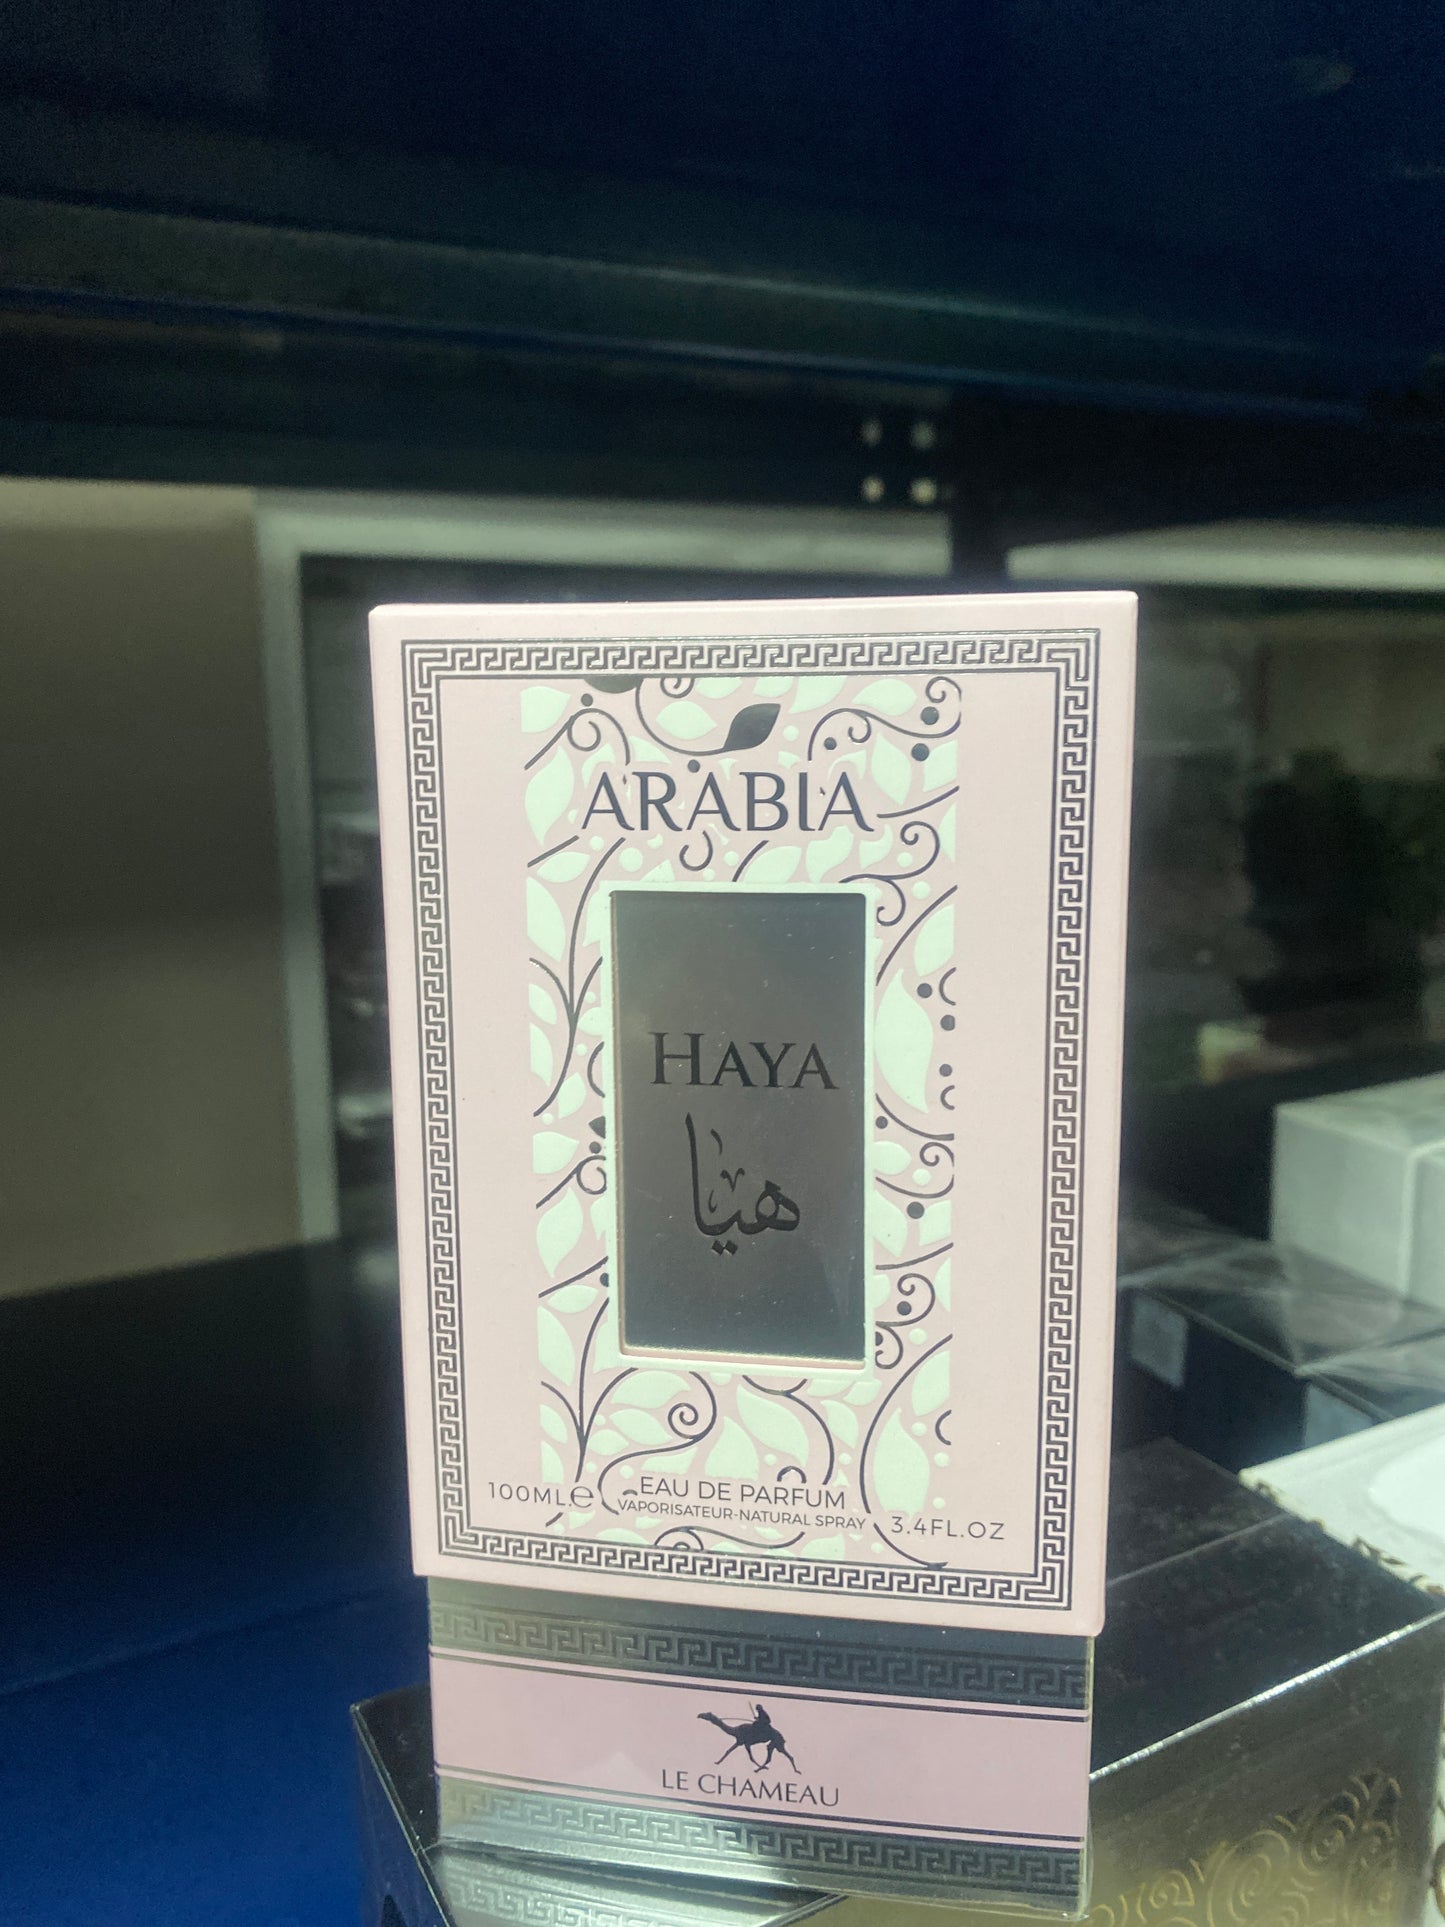 ARABIA
HAYA
هيا
100ML.℮
EAU DE PARFUM
VAPORISATEUR-NATURAL SPRAY
3.4FL.OZ
LE CHAMEAU